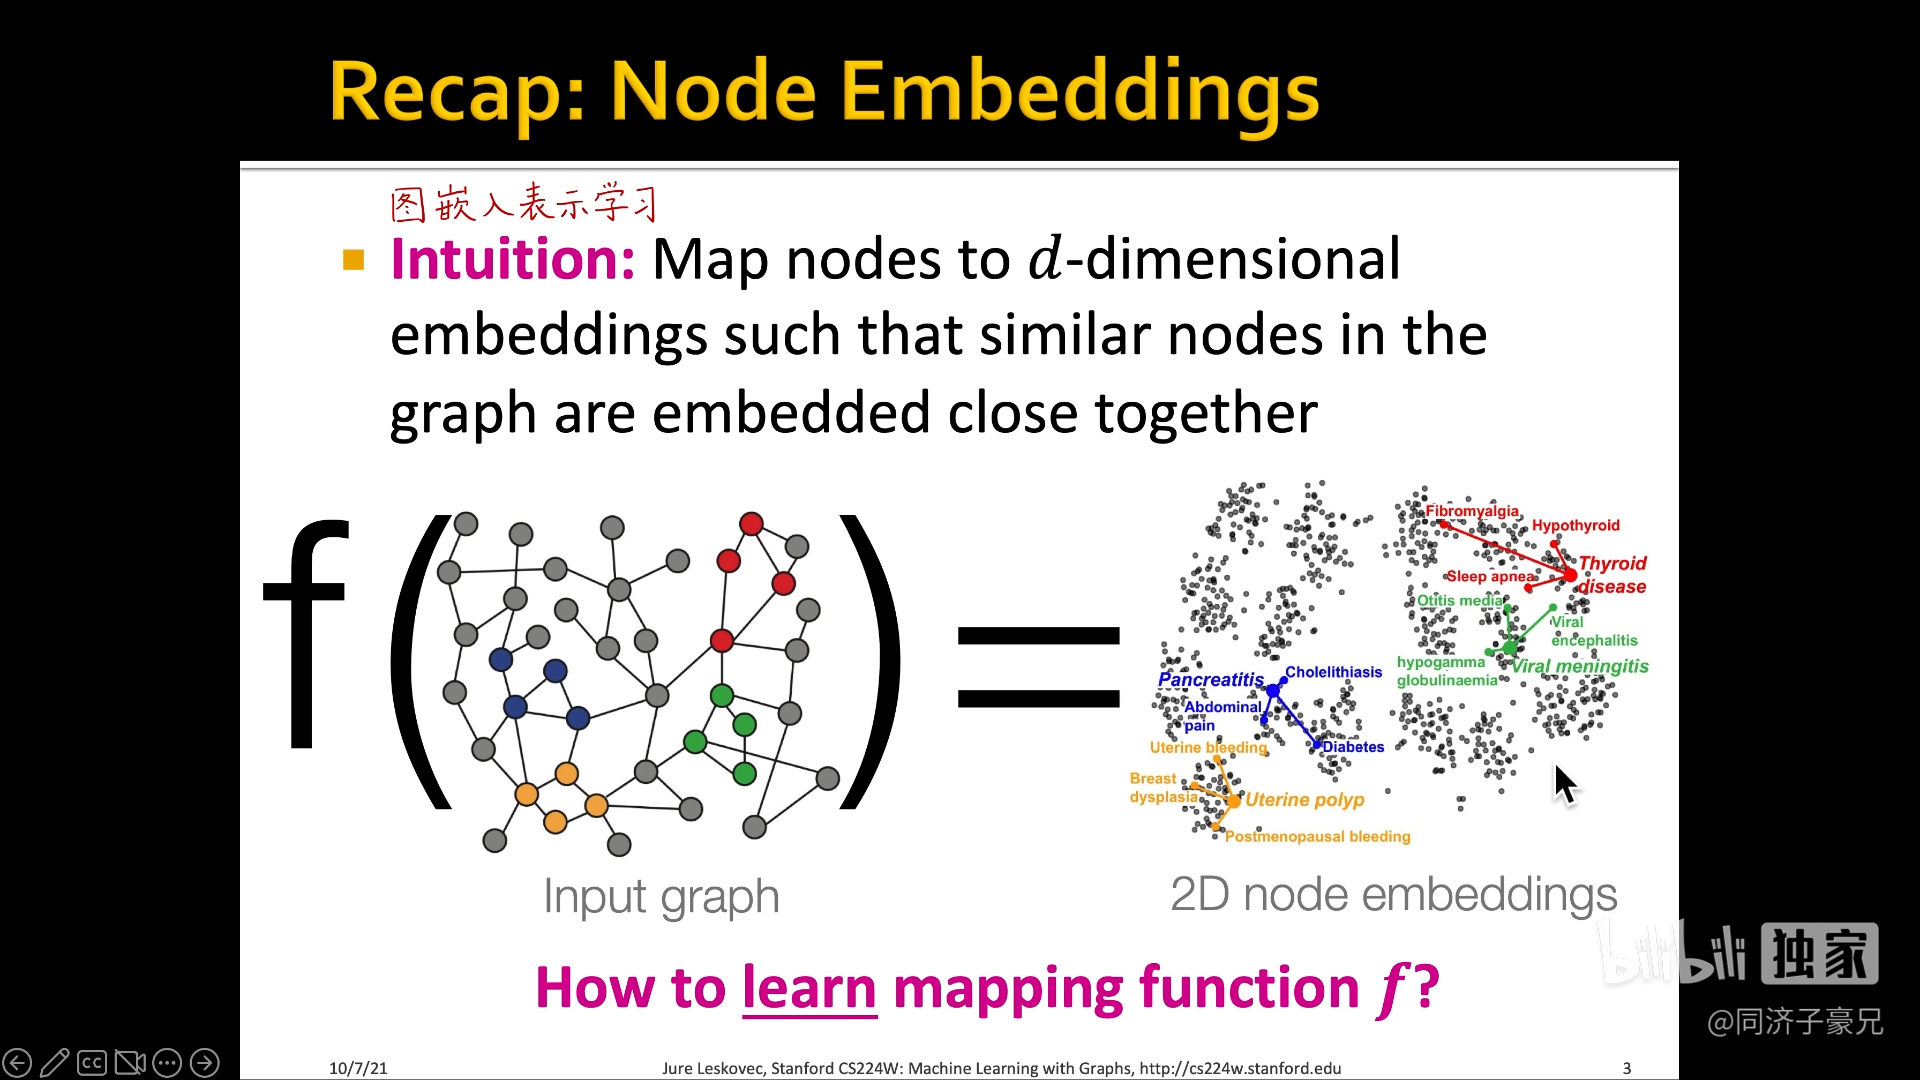 Recap: Node Embeddings
图嵌入表示学习
Intuition: Map nodes to d-dimensional
embeddings such that similar nodes in the
graph are embedded close together
f( ) =
Fibromyalgia
Hypothyroid
Thyroid
disease
Sleep apnea
Otitis media
Viral
encephalitis
hypogamma
globulinaemia
Viral meningitis
Cholelithiasis
Pancreatitis
Abdominal
pain
Diabetes
Uterine bleeding
Breast
dysplasia
Uterine polyp
Postmenopausal bleeding
Input graph
2D node embeddings
How to learn mapping function f?
bilibili 独家
@同济子豪兄
CC
10/7/21
Jure Leskovec, Stanford CS224W: Machine Learning with Graphs, http://cs224w.stanford.edu
3